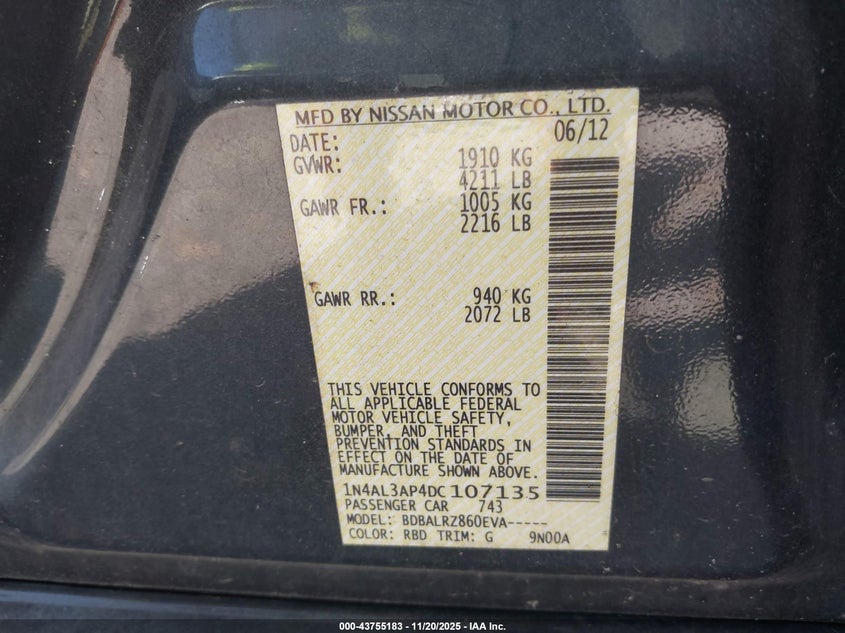 MFD BY NISSAN MOTOR CO., LTD.
DATE: 06/12
GVWR: 1910 KG
4211 LB
GAWR FR.: 1005 KG
2216 LB
GAWR RR.: 940 KG
2072 LB
THIS VEHICLE CONFORMS TO
ALL APPLICABLE FEDERAL
MOTOR VEHICLE SAFETY,
BUMPER, AND THEFT
PREVENTION STANDARDS IN
EFFECT ON THE DATE OF
MANUFACTURE SHOWN ABOVE.
1N4AL3AP4DC107135
PASSENGER CAR 743
MODEL: BDBALRZ860EVA-----
COLOR: RBD TRIM: G 9N00A
000-43755183 - 11/20/2025 - IAA Inc.